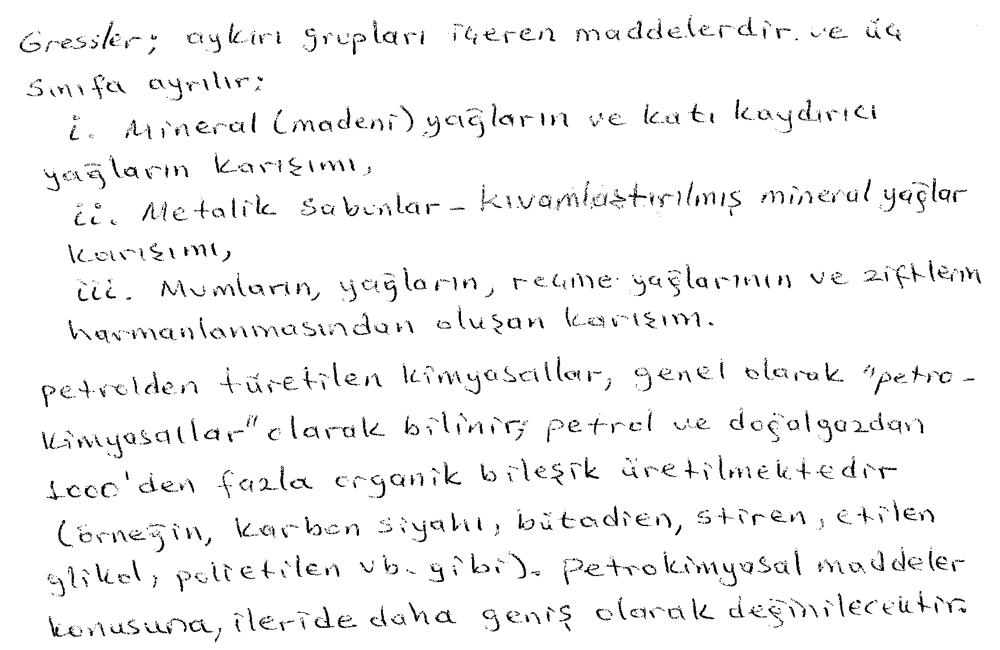 Gressler; aykırı grupları içeren maddelerdir. ve üç
sınıfa ayrılır:
i. Mineral (madeni) yağların ve katı kaydırıcı
yağların karışımı,
ii. Metalik sabunlar - kıvamlaştırılmış mineral yağlar
karışımı,
iii. Mumların, yağların, reçine yağlarının ve ziftlerin
harmanlanmasından oluşan karışım.
petrolden türetilen kimyasallar, genel olarak "petro-
kimyasallar" olarak bilinir; petrol ve doğalgazdan
1000'den fazla organik bileşik üretilmektedir
(örneğin, karbon siyahı, bütadien, stiren, etilen
glikol, polietilen vb. gibi). Petrokimyasal maddeler
konusuna, ileride daha geniş olarak değinilecektir.